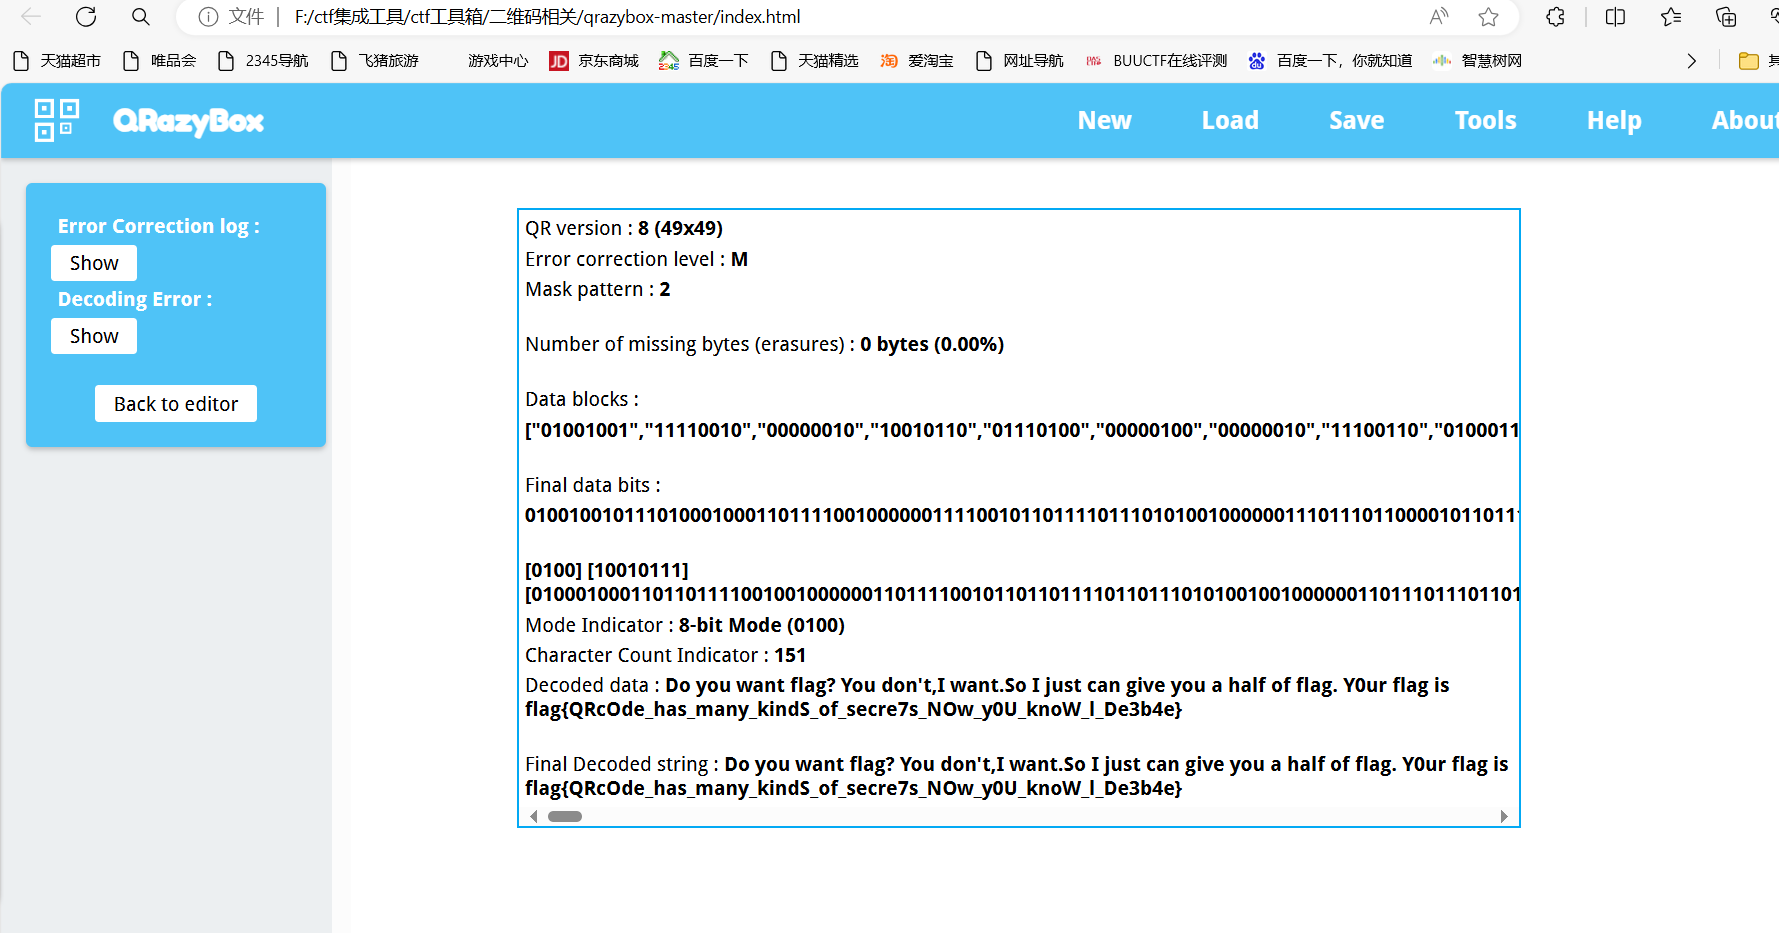 文件 F:/ctf集成工具/ctf工具箱/二维码相关/qrazybox-master/index.html
天猫超市 唯品会 2345导航 飞猪旅游 游戏中心 京东商城 百度一下 天猫精选 爱淘宝 网址导航 BUUCTF在线评测 百度一下，你就知道 智慧树网
QRazyBox New Load Save Tools Help About
Error Correction log :
Show
Decoding Error :
Show
Back to editor
QR version : 8 (49x49)
Error correction level : M
Mask pattern : 2
Number of missing bytes (erasures) : 0 bytes (0.00%)
Data blocks :
["01001001","11110010","00000010","10010110","01110100","00000100","00000010","11100110","0100011
Final data bits :
[0100] [10010111]
Mode Indicator : 8-bit Mode (0100)
Character Count Indicator : 151
Decoded data : Do you want flag? You don't,I want.So I just can give you a half of flag. Y0ur flag is
flag{QRcOde_has_many_kindS_of_secre7s_NOw_y0U_knoW_I_De3b4e}
Final Decoded string : Do you want flag? You don't,I want.So I just can give you a half of flag. Y0ur flag is
flag{QRcOde_has_many_kindS_of_secre7s_NOw_y0U_knoW_I_De3b4e}